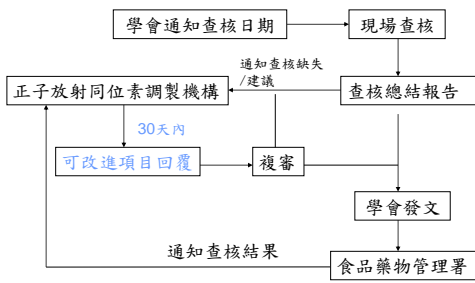 學會通知查核日期
現場查核
通知查核缺失
/建議
正子放射同位素調製機構
查核總結報告
30天內
可改進項目回覆
複審
學會發文
通知查核結果
食品藥物管理署